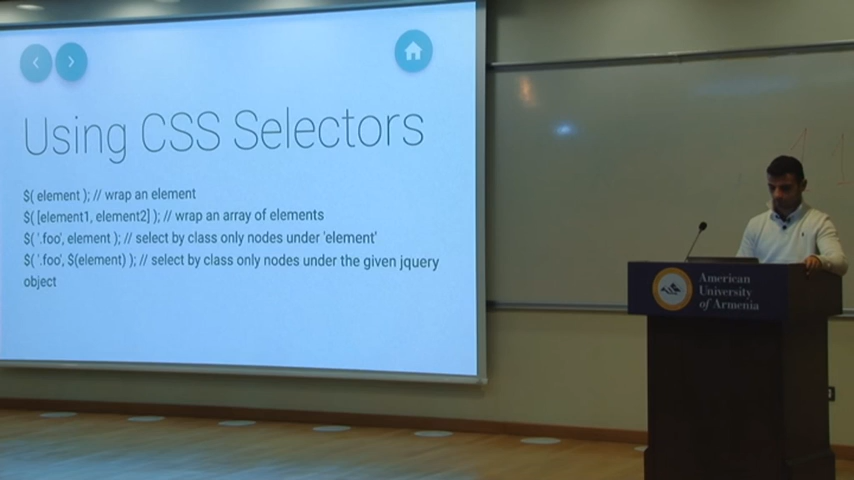 Using CSS Selectors
$( element ); // wrap an element
$( [element1, element2] ); // wrap an array of elements
$( '.foo', element ); // select by class only nodes under 'element'
$( '.foo', $(element) ); // select by class only nodes under the given jquery
object
American
University
of Armenia